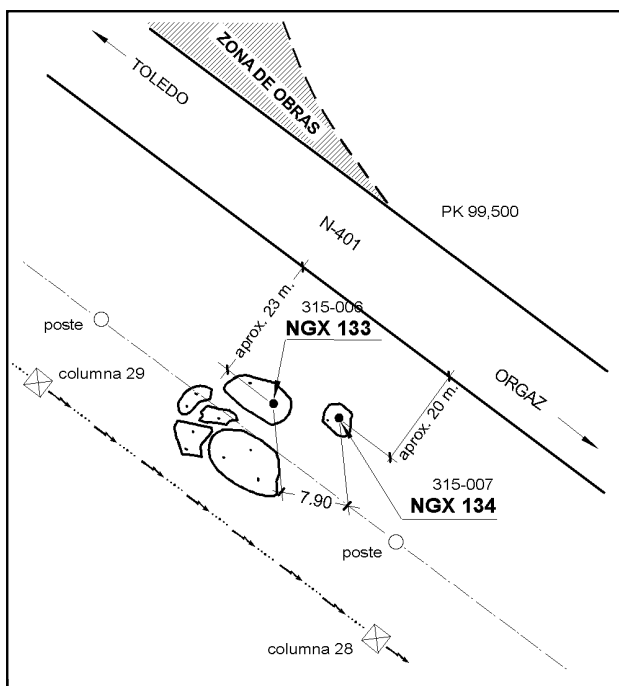 TOLEDO
ZONA DE OBRAS
PK 99,500
N-401
aprox. 23 m.
315-006
NGX 133
poste
columna 29
ORGAZ
aprox. 20 m.
315-007
NGX 134
7.90
poste
columna 28